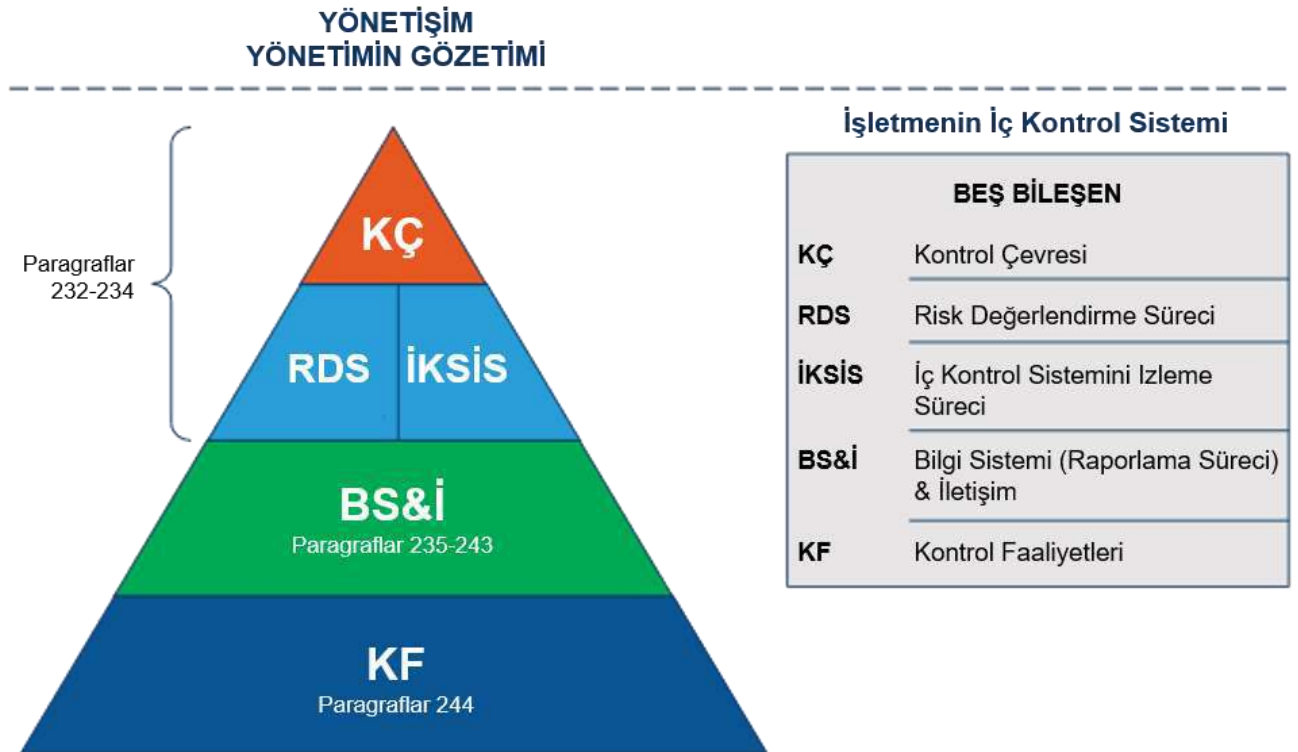 YÖNETİŞİM
YÖNETİMİN GÖZETİMİ
Paragraflar
232-234
KÇ
RDS
İKSİS
BS&İ
Paragraflar 235-243
KF
Paragraflar 244
İşletmenin İç Kontrol Sistemi
BEŞ BİLEŞEN
KÇ Kontrol Çevresi
RDS Risk Değerlendirme Süreci
İKSİS İç Kontrol Sistemini Izleme
Süreci
BS&İ Bilgi Sistemi (Raporlama Süreci)
& İletişim
KF Kontrol Faaliyetleri